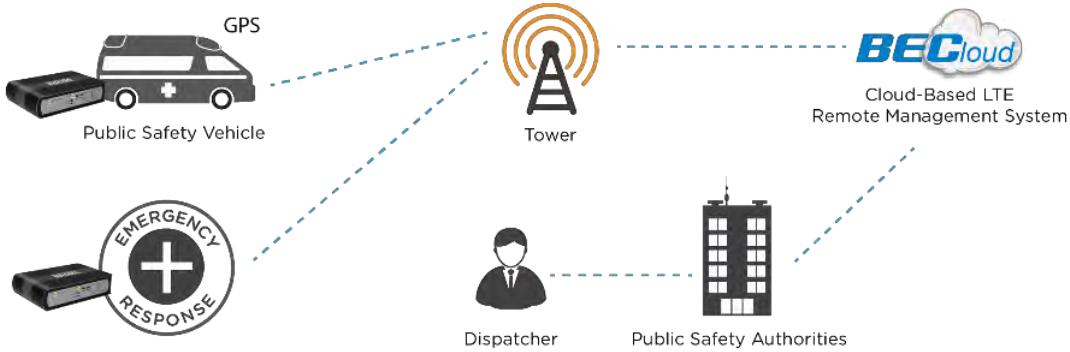 GPS
Public Safety Vehicle
Tower
BECloud
Cloud-Based LTE
Remote Management System
EMERGENCY
RESPONSE
Dispatcher
Public Safety Authorities